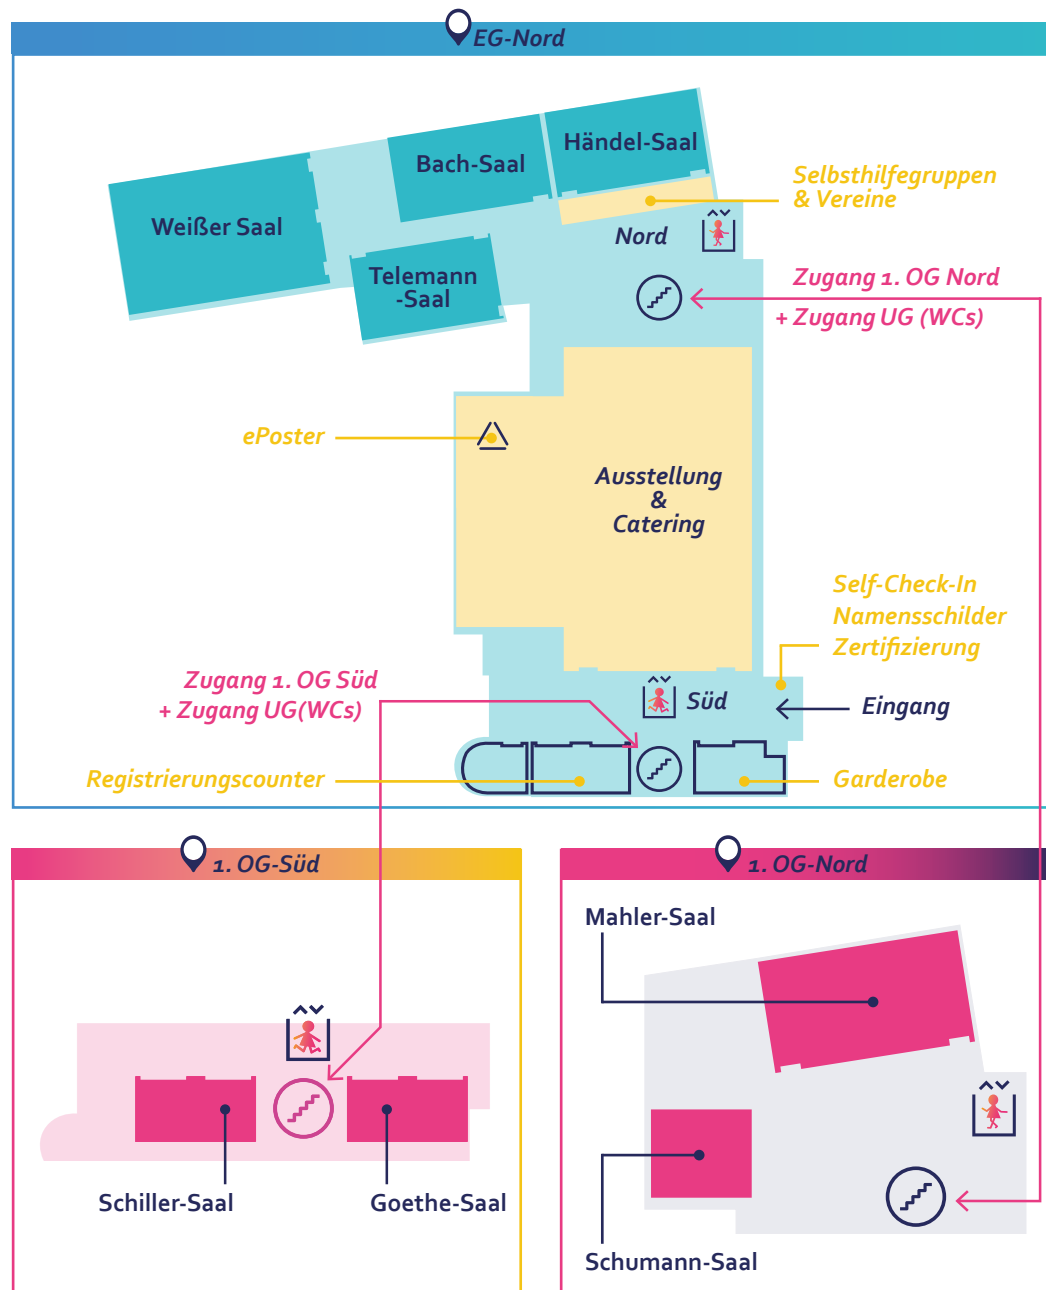 EG-Nord
Händel-Saal
Bach-Saal
Selbsthilfegruppen
& Vereine
Weißer Saal
Nord
Telemann
-Saal
Zugang 1. OG Nord
+ Zugang UG (WCs)
ePoster
Ausstellung
&
Catering
Self-Check-In
Namensschilder
Zertifizierung
Zugang 1. OG Süd
+ Zugang UG(WCs)
Süd
Eingang
Registrierungscounter
Garderobe
1. OG-Süd
Schiller-Saal
Goethe-Saal
1. OG-Nord
Mahler-Saal
Schumann-Saal